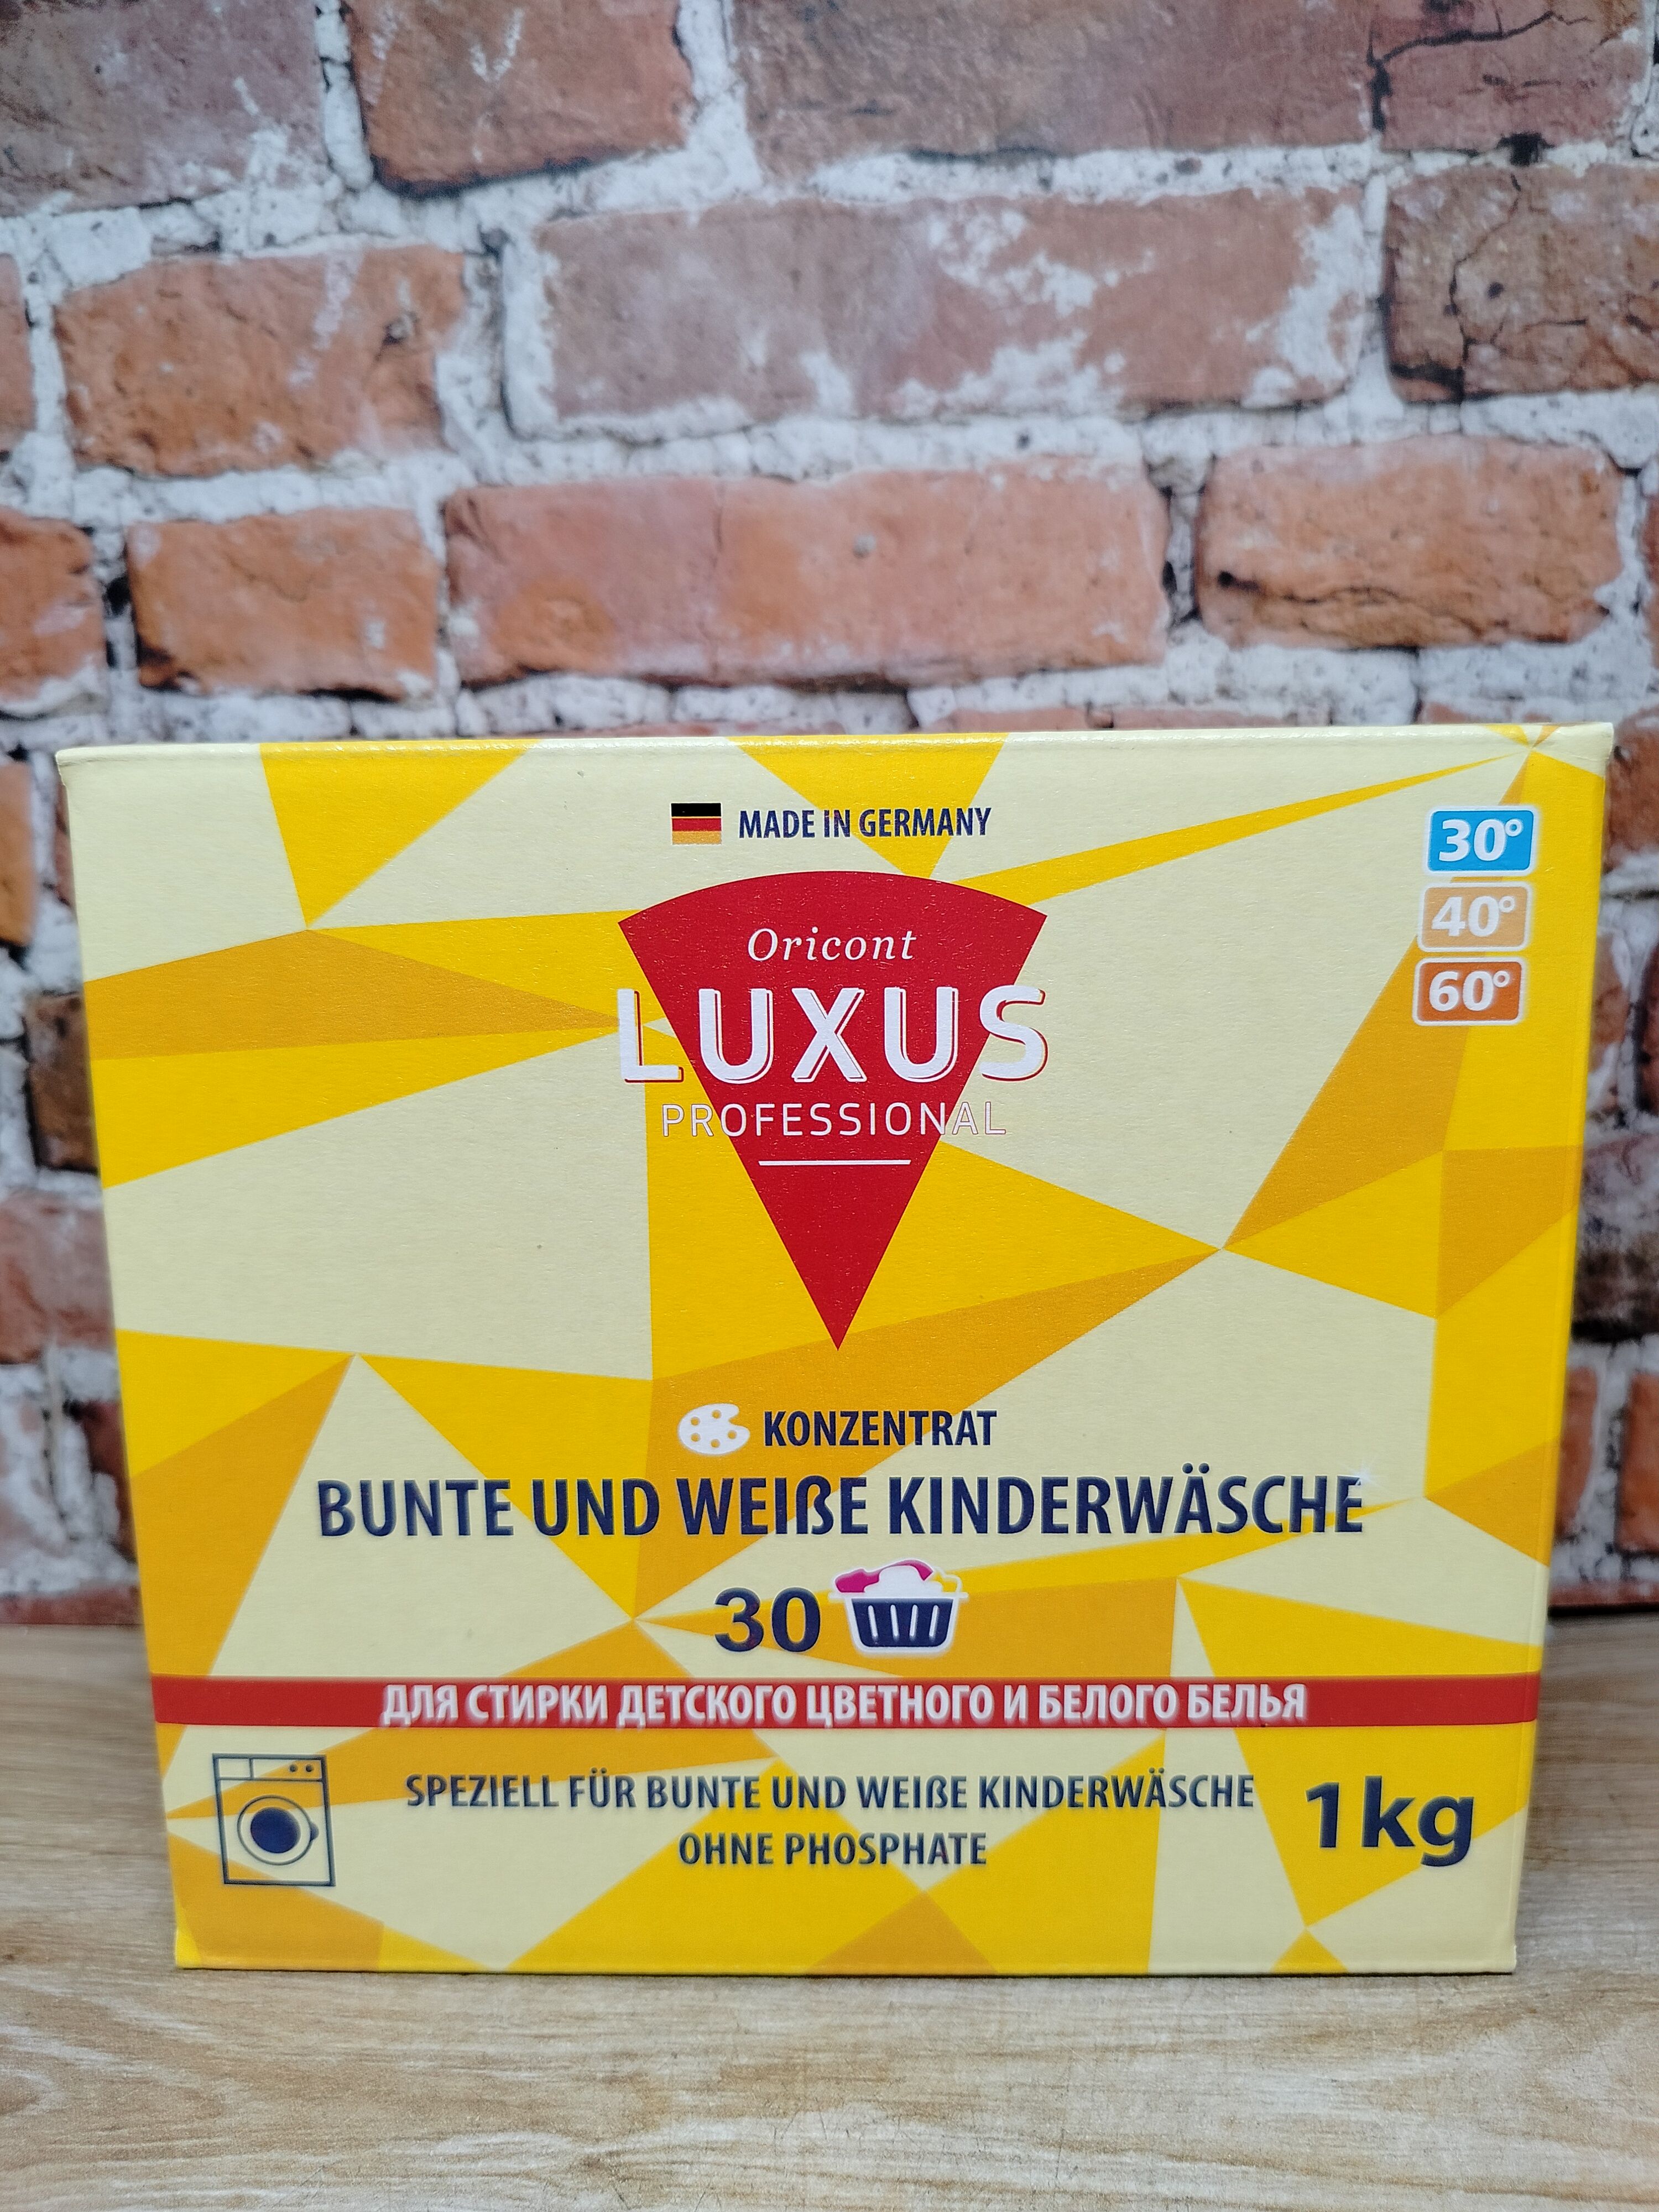 MADE IN GERMANY
30°
40°
60°
Oricont
LUXUS
PROFESSIONAL
KONZENTRAT
BUNTE UND WEIßE KINDERWÄSCHE
30
ДЛЯ СТИРКИ ДЕТСКОГО ЦВЕТНОГО И БЕЛОГО БЕЛЬЯ
SPEZIELL FÜR BUNTE UND WEIßE KINDERWÄSCHE
OHNE PHOSPHATE
1kg